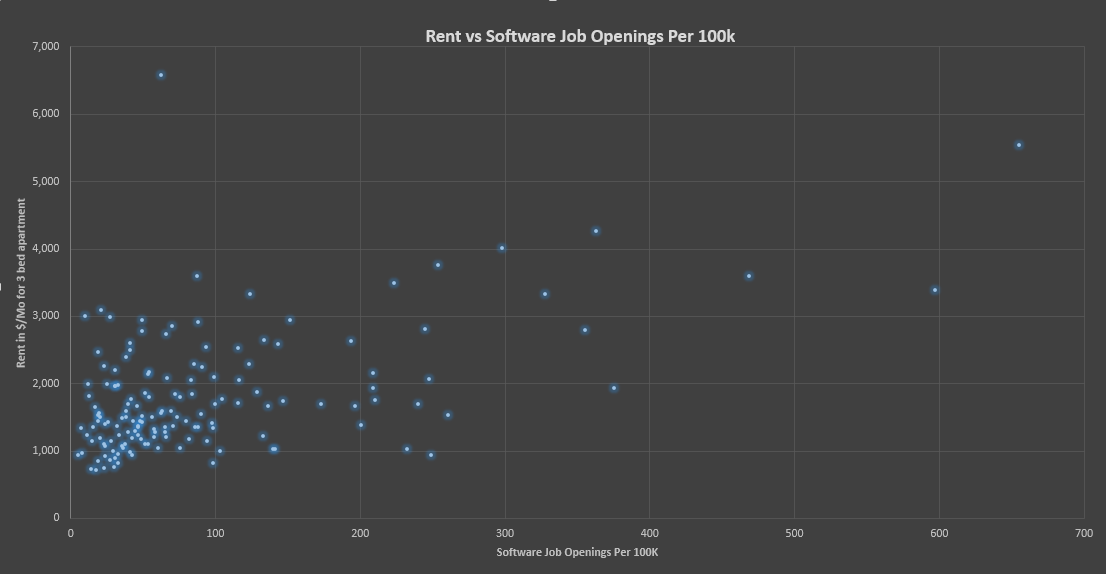 Rent vs Software Job Openings Per 100k
7,000
6,000
5,000
4,000
3,000
2,000
1,000
0
Rent in $/Mo for 3 bed apartment
0 100 200 300 400 500 600 700
Software Job Openings Per 100K